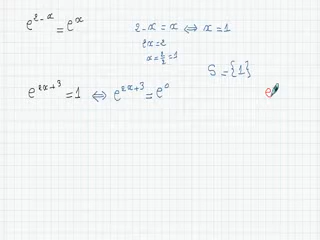 e^{2-x} = e^x    2-x = x ⇔ x = 1
2x = 2
x = 2/2 = 1
S = {1}
e^{2x+3} = 1 ⇔ e^{2x+3} = e^0    e